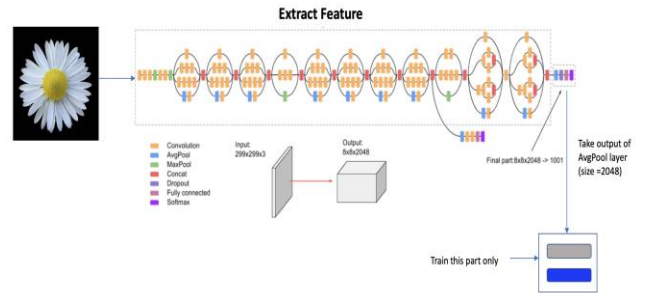 Extract Feature
Convolution
AvgPool
MaxPool
Concat
Dropout
Fully connected
Softmax
Input:
299x299x3
Output:
8x8x2048
Final part:8x8x2048 -> 1001
Take output of
AvgPool layer
(size =2048)
Train this part only